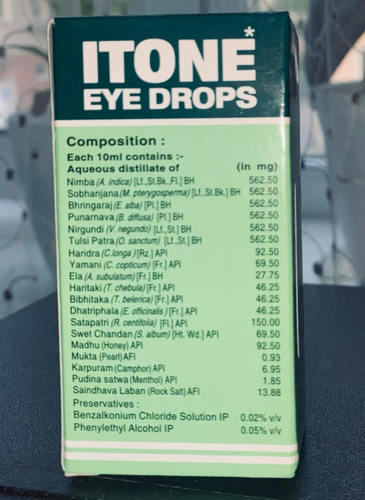 ITONE*
EYE DROPS
Composition :
Each 10ml contains :-
Aqueous distillate of (in mg)
Nimba (A. indica) [Lf.,St.Bk.,Fl.] BH 562.50
Sobhanjana (M. pterygosperma) [Lf.,St.Bk.] BH 562.50
Bhringaraj (E. alba) [Pl.] BH 562.50
Punarnava (B. diffusa) [Pl.] BH 562.50
Nirgundi (V. negundo) [Lf.,St.] BH 562.50
Tulsi Patra (O. sanctum) [Lf.,St.] BH 562.50
Haridra (C.longa ) [Rz.] API 92.50
Yamani (C. copticum) [Fr.] API 69.50
Ela (A. subulatum) [Fr.] BH 27.75
Haritaki (T. chebula) [Fr.] API 46.25
Bibhitaka (T. belerica) [Fr.] API 46.25
Dhatriphala (E. officinalis ) [Fr.] API 46.25
Satapatri (R. centifolia) [Fl.] API 150.00
Swet Chandan (S. album) [Ht. Wd.] API 69.50
Madhu (Honey) API 92.50
Mukta (Pearl) AFI 0.93
Karpuram (Camphor) API 6.95
Pudina satwa (Menthol) API 1.85
Saindhava Laban (Rock Salt) AFI 13.88
Preservatives :
Benzalkonium Chloride Solution IP 0.02% v/v
Phenylethyl Alcohol IP 0.05% v/v